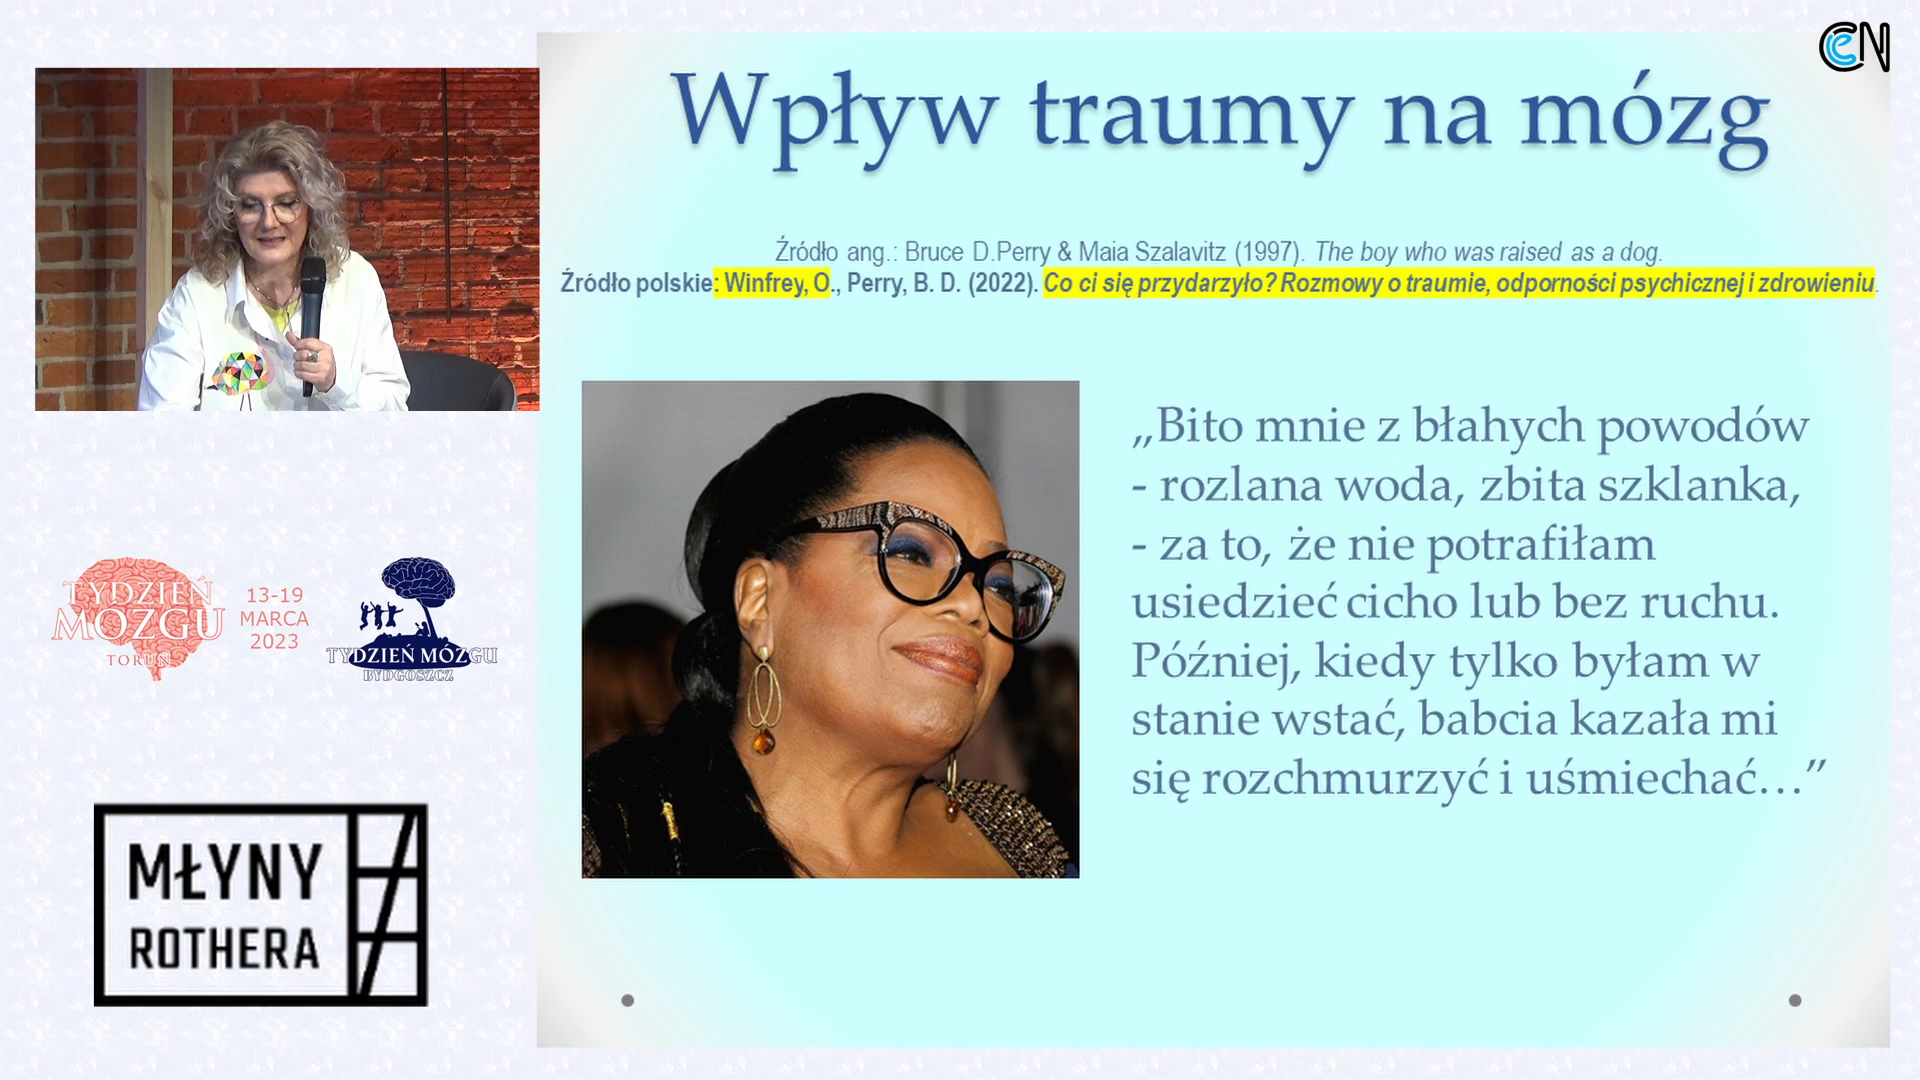 CeN
Wpływ traumy na mózg
Źródło ang.: Bruce D.Perry & Maia Szalavitz (1997). The boy who was raised as a dog.
Źródło polskie: Winfrey, O., Perry, B. D. (2022). Co ci się przydarzyło? Rozmowy o traumie, odporności psychicznej i zdrowieniu.
„Bito mnie z błahych powodów
- rozlana woda, zbita szklanka,
- za to, że nie potrafiłam
usiedzieć cicho lub bez ruchu.
Później, kiedy tylko byłam w
stanie wstać, babcia kazała mi
się rozchmurzyć i uśmiechać…”
TYDZIEŃ
MÓZGU
TORUŃ
13-19
MARCA
2023
TYDZIEŃ MÓZGU
BYDGOSZCZ
MŁYNY
ROTHERA